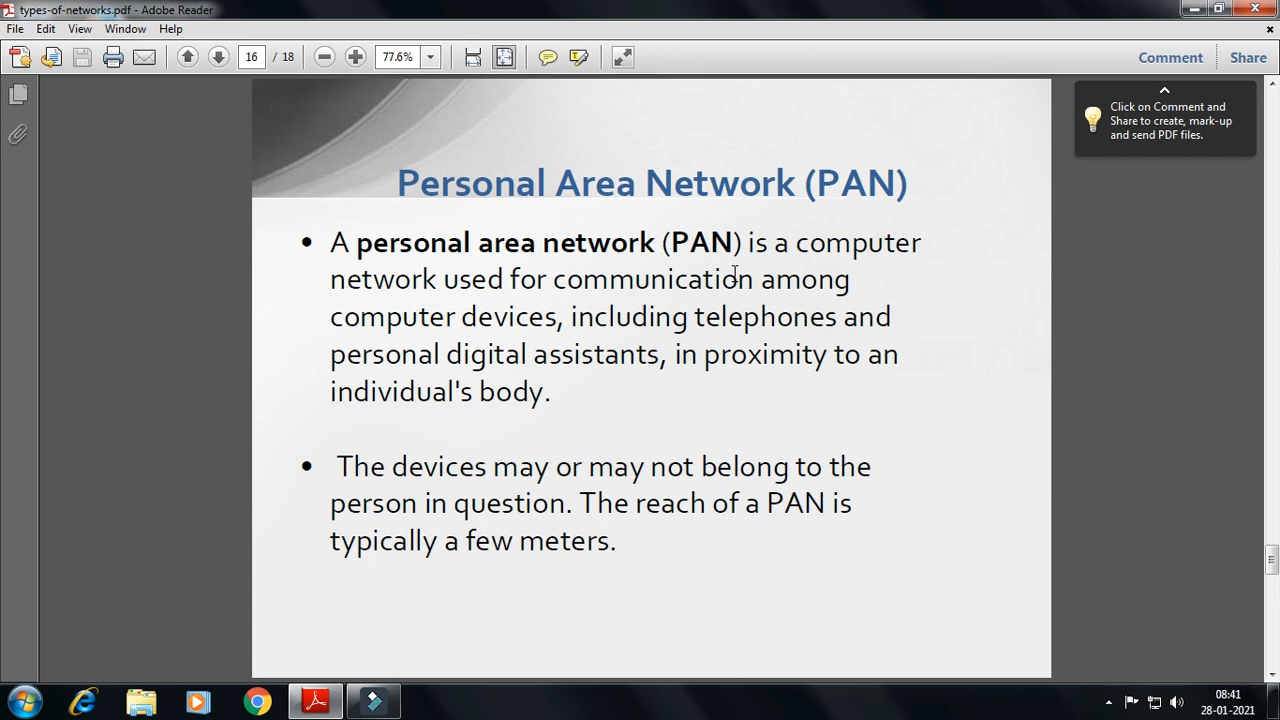 types-of-networks.pdf - Adobe Reader
File Edit View Window Help
16 / 18 77.6% Comment Share
Click on Comment and
Share to create, mark-up
and send PDF files.
Personal Area Network (PAN)
• A personal area network (PAN) is a computer
network used for communication among
computer devices, including telephones and
personal digital assistants, in proximity to an
individual's body.
• The devices may or may not belong to the
person in question. The reach of a PAN is
typically a few meters.
08:41
28-01-2021